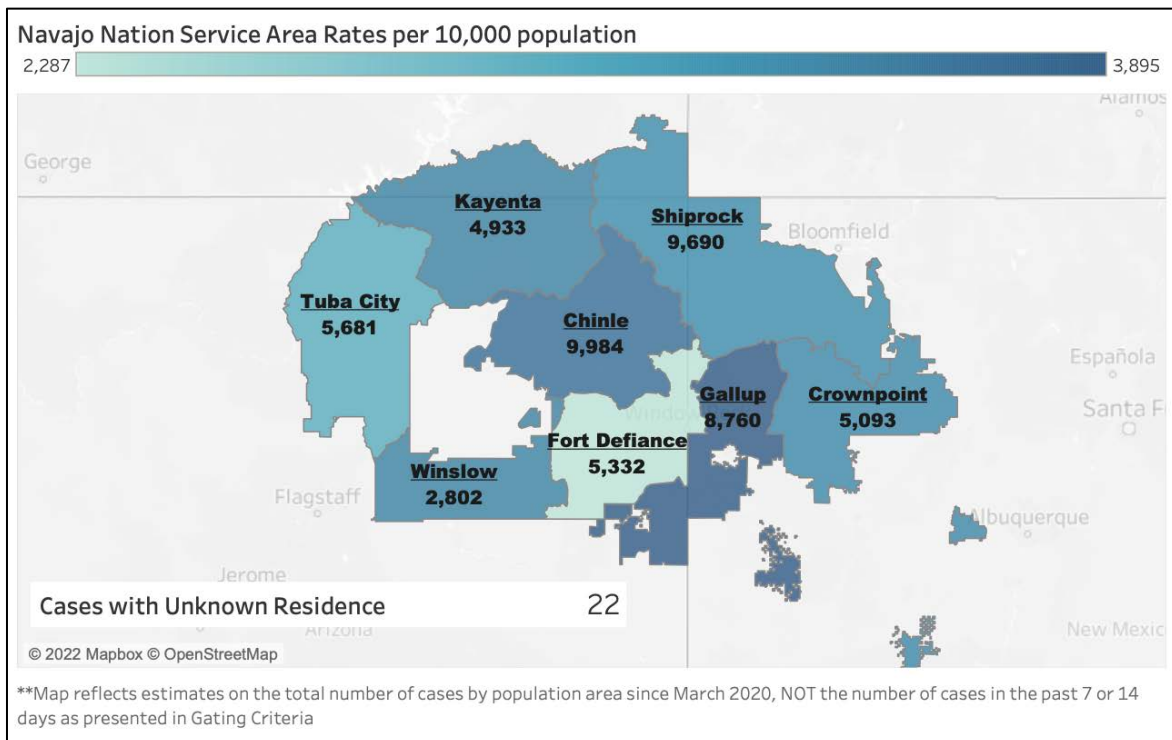 Navajo Nation Service Area Rates per 10,000 population
2,287
3,895
Alamos
George
Kayenta
4,933
Shiprock
9,690
Bloomfield
Tuba City
5,681
Chinle
9,984
Española
Gallup
8,760
Crownpoint
5,093
Window
Santa F
Fort Defiance
5,332
Winslow
2,802
Flagstaff
Albuquerque
Jerome
Cases with Unknown Residence 22
Arizona
New Mexic
© 2022 Mapbox © OpenStreetMap
**Map reflects estimates on the total number of cases by population area since March 2020, NOT the number of cases in the past 7 or 14
days as presented in Gating Criteria